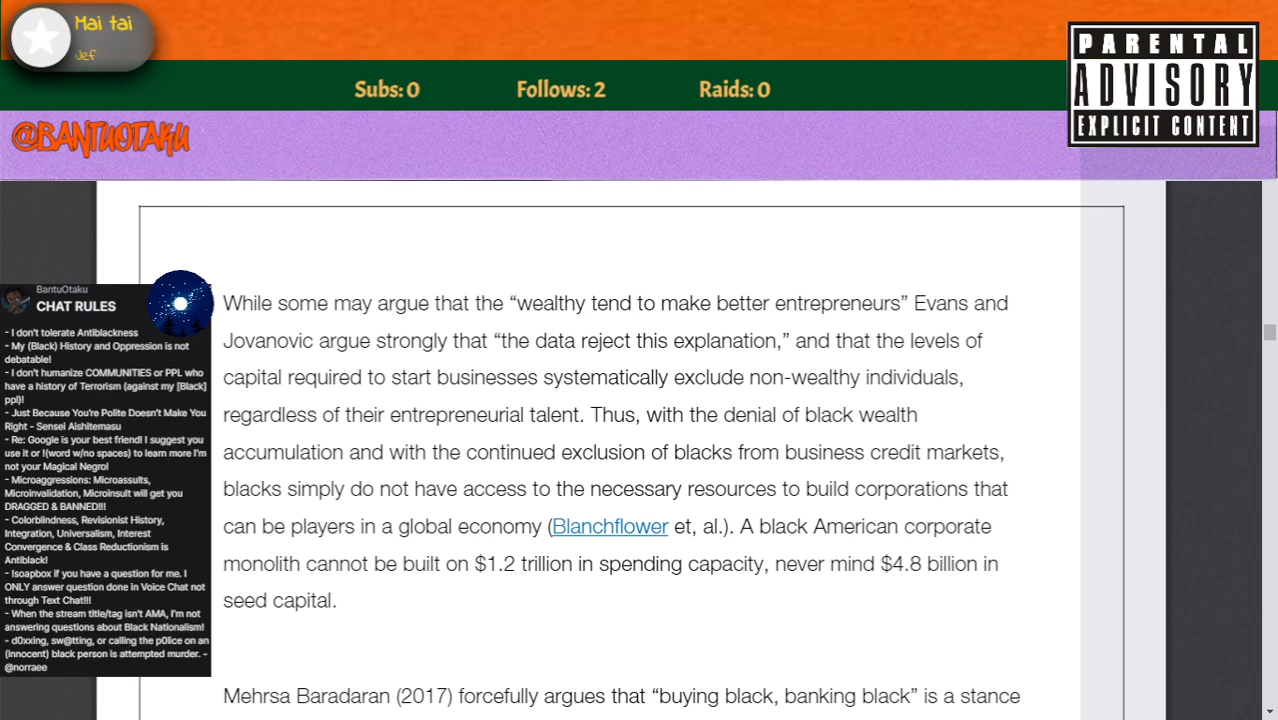 Mai tai
Jef
PARENTAL
ADVISORY
EXPLICIT CONTENT
Subs: 0
Follows: 2
Raids: 0
@BANTUOTAKU
BantuOtaku
CHAT RULES
- I don't tolerate Antiblackness
- My (Black) History and Oppression is not
debatable!
- I don't humanize COMMUNITIES or PPL who
have a history of Terrorism (against my [Black]
ppl)!
- Just Because You're Polite Doesn't Make You
Right - Sensei Aishitemasu
- Re: Google is your best friend! I suggest you
use it or !(word w/no spaces) to learn more I'm
not your Magical Negro!
- Microaggressions: Microassults,
Microinvalidation, Microinsult will get you
DRAGGED & BANNED!!!
- Colorblindness, Revisionist History,
Integration, Universalism, Interest
Convergence & Class Reductionism is
Antiblack!
- !soapbox if you have a question for me. I
ONLY answer question done in Voice Chat not
through Text Chat!!!
- When the stream title/tag isn't AMA, I'm not
answering questions about Black Nationalism!
- d0xxing, sw@tting, or calling the p0lice on an
(innocent) black person is attempted murder. -
@norraee
While some may argue that the “wealthy tend to make better entrepreneurs” Evans and
Jovanovic argue strongly that “the data reject this explanation,” and that the levels of
capital required to start businesses systematically exclude non-wealthy individuals,
regardless of their entrepreneurial talent. Thus, with the denial of black wealth
accumulation and with the continued exclusion of blacks from business credit markets,
blacks simply do not have access to the necessary resources to build corporations that
can be players in a global economy (Blanchflower et, al.). A black American corporate
monolith cannot be built on $1.2 trillion in spending capacity, never mind $4.8 billion in
seed capital.
Mehrsa Baradaran (2017) forcefully argues that “buying black, banking black” is a stance